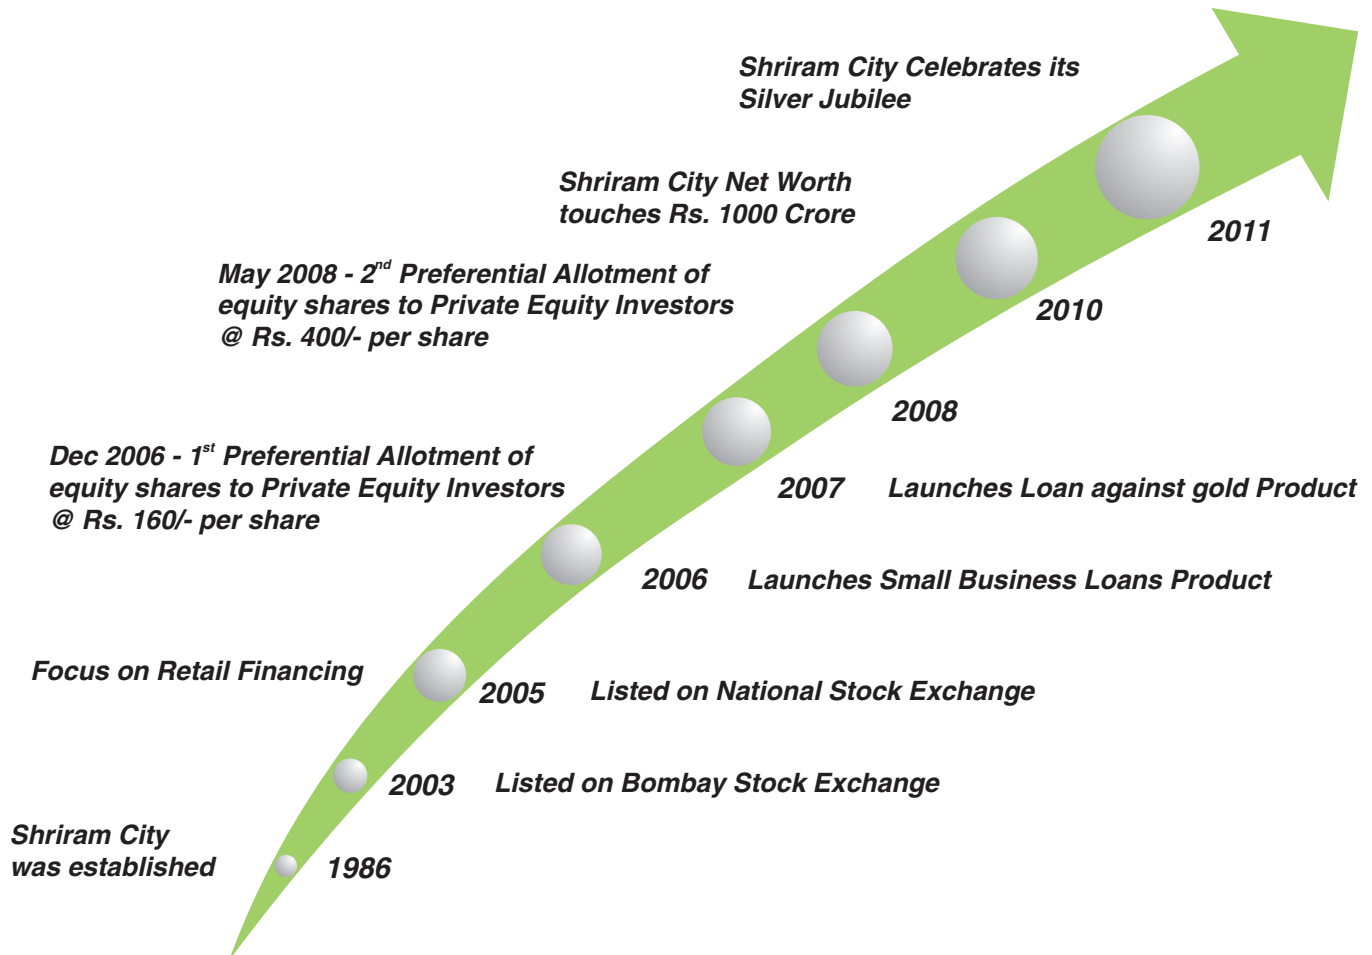 Shriram City Celebrates its
Silver Jubilee
2011
Shriram City Net Worth
touches Rs. 1000 Crore
2010
May 2008 - 2nd Preferential Allotment of
equity shares to Private Equity Investors
@ Rs. 400/- per share
2008
2007 Launches Loan against gold Product
Dec 2006 - 1st Preferential Allotment of
equity shares to Private Equity Investors
@ Rs. 160/- per share
2006 Launches Small Business Loans Product
Focus on Retail Financing
2005 Listed on National Stock Exchange
2003 Listed on Bombay Stock Exchange
Shriram City
was established
1986